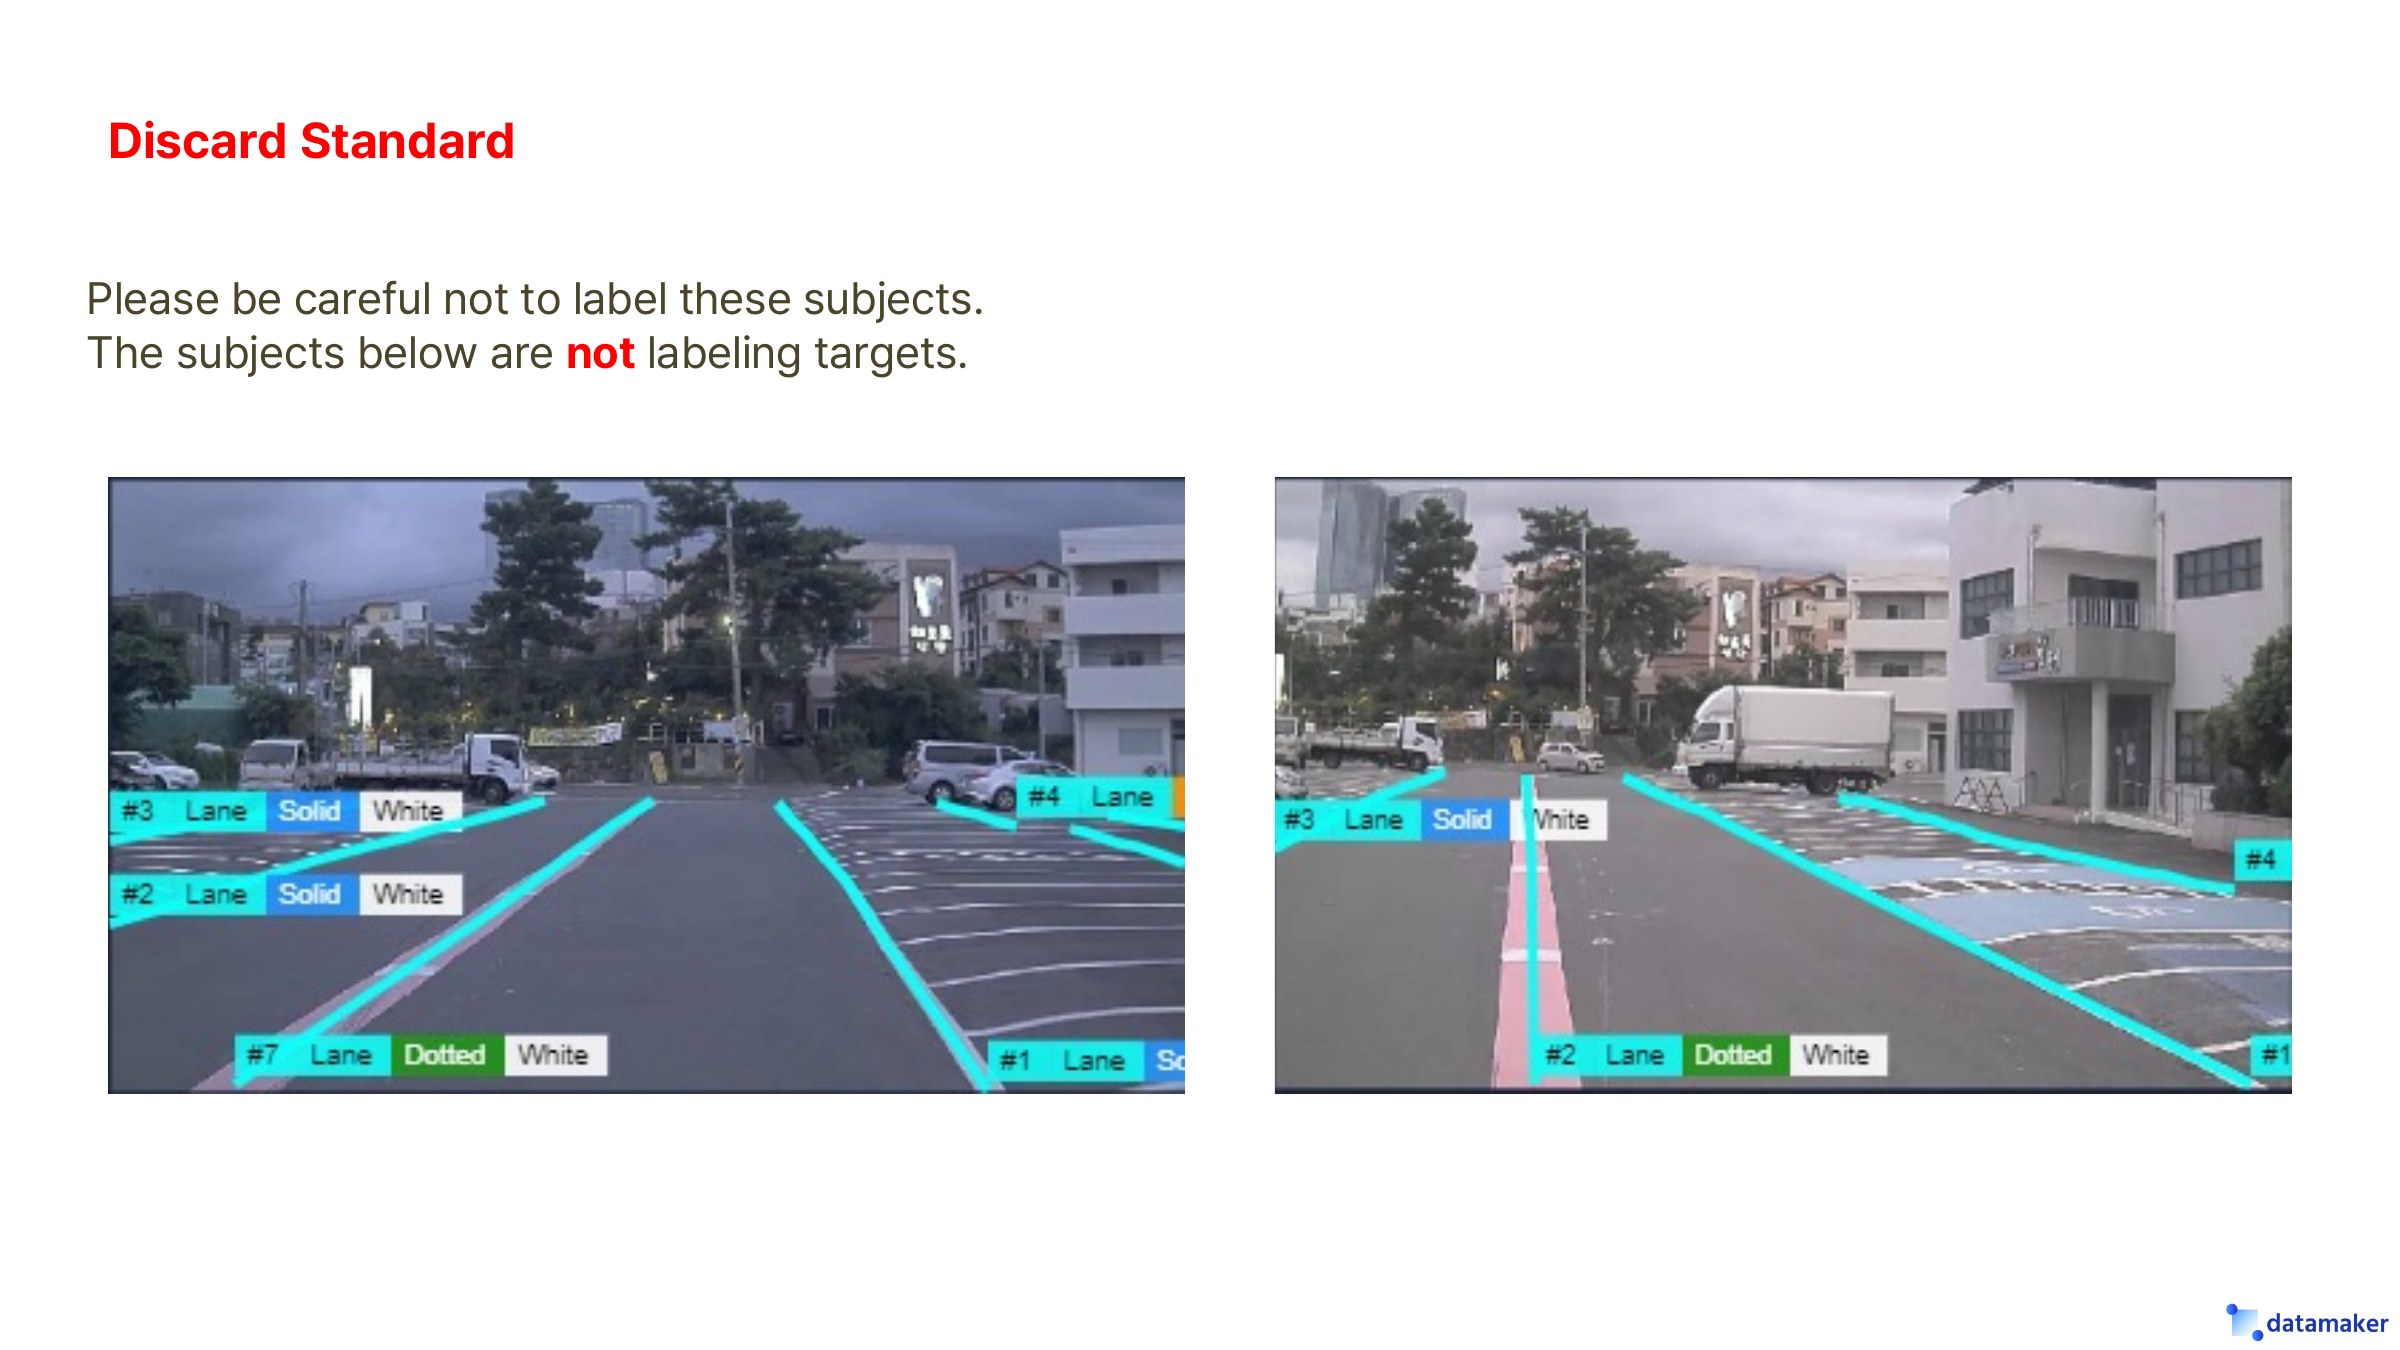 Discard Standard
Please be careful not to label these subjects.
The subjects below are not labeling targets.
#3 Lane Solid White
#4 Lane
#2 Lane Solid White
#7 Lane Dotted White
#1 Lane So
#3 Lane Solid White
#4
#2 Lane Dotted White
#1
datamaker